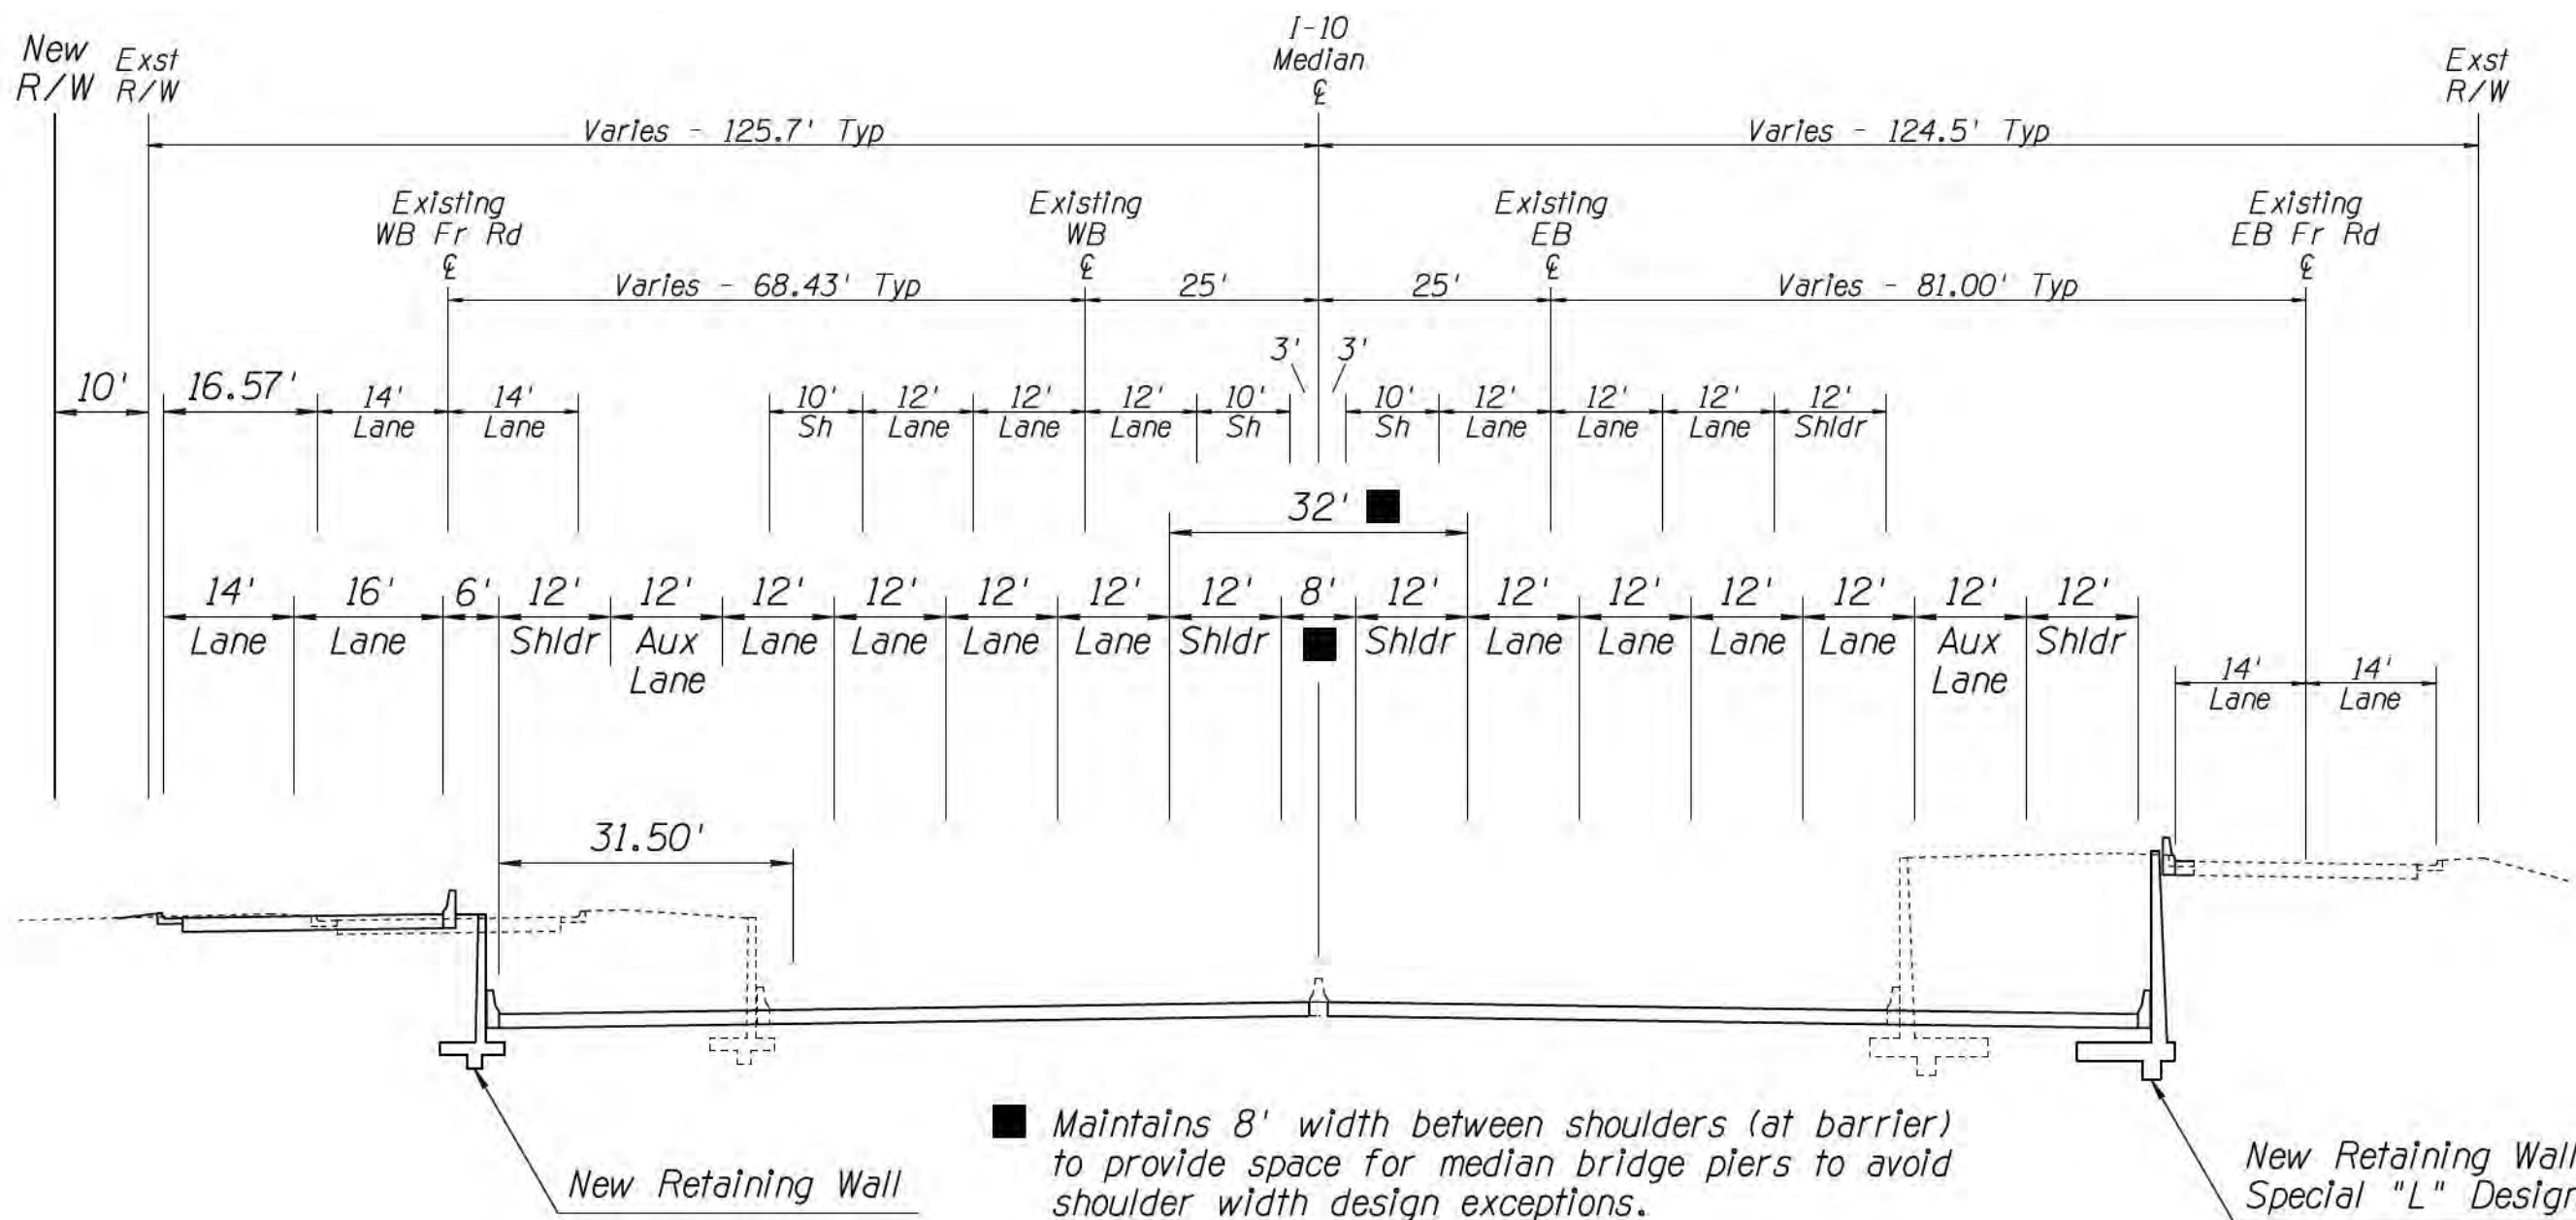 New
R/W
Exst
R/W
I-10
Median
℄
Exst
R/W
Varies - 125.7' Typ
Varies - 124.5' Typ
Existing
WB Fr Rd
℄
Existing
WB
℄
Existing
EB
℄
Existing
EB Fr Rd
℄
Varies - 68.43' Typ
25'
25'
Varies - 81.00' Typ
3'
3'
10'
16.57'
14'
Lane
14'
Lane
10'
Sh
12'
Lane
12'
Lane
12'
Lane
10'
Sh
10'
Sh
12'
Lane
12'
Lane
12'
Lane
12'
Shldr
32' ■
14'
Lane
16'
Lane
6'
12'
Shldr
12'
Aux
Lane
12'
Lane
12'
Lane
12'
Lane
12'
Lane
12'
Shldr
8'
■
12'
Shldr
12'
Lane
12'
Lane
12'
Lane
12'
Lane
12'
Aux
Lane
12'
Shldr
14'
Lane
14'
Lane
31.50'
■ Maintains 8' width between shoulders (at barrier)
to provide space for median bridge piers to avoid
shoulder width design exceptions.
New Retaining Wall
New Retaining Wall
Special "L" Design